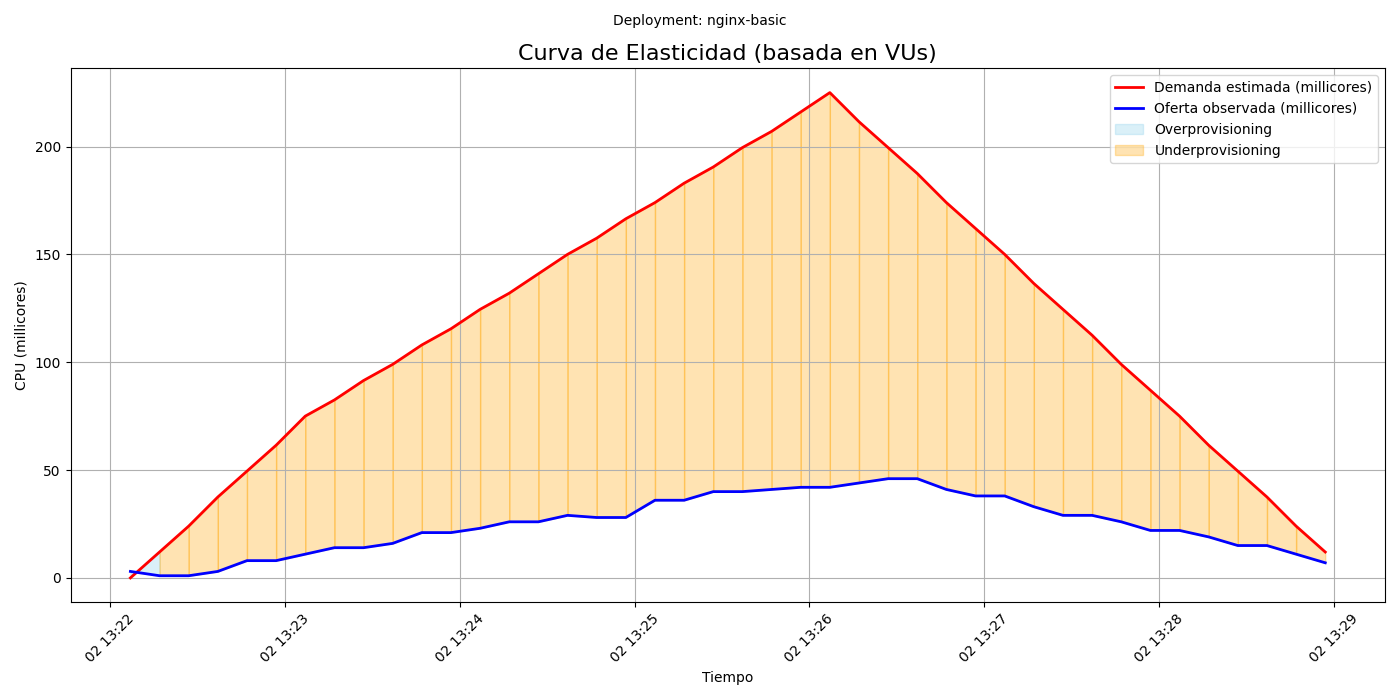 Deployment: nginx-basic
Curva de Elasticidad (basada en VUs)
Demanda estimada (millicores)
Oferta observada (millicores)
Overprovisioning
Underprovisioning
CPU (millicores)
200
150
100
50
0
02 13:22
02 13:23
02 13:24
02 13:25
02 13:26
02 13:27
02 13:28
02 13:29
Tiempo